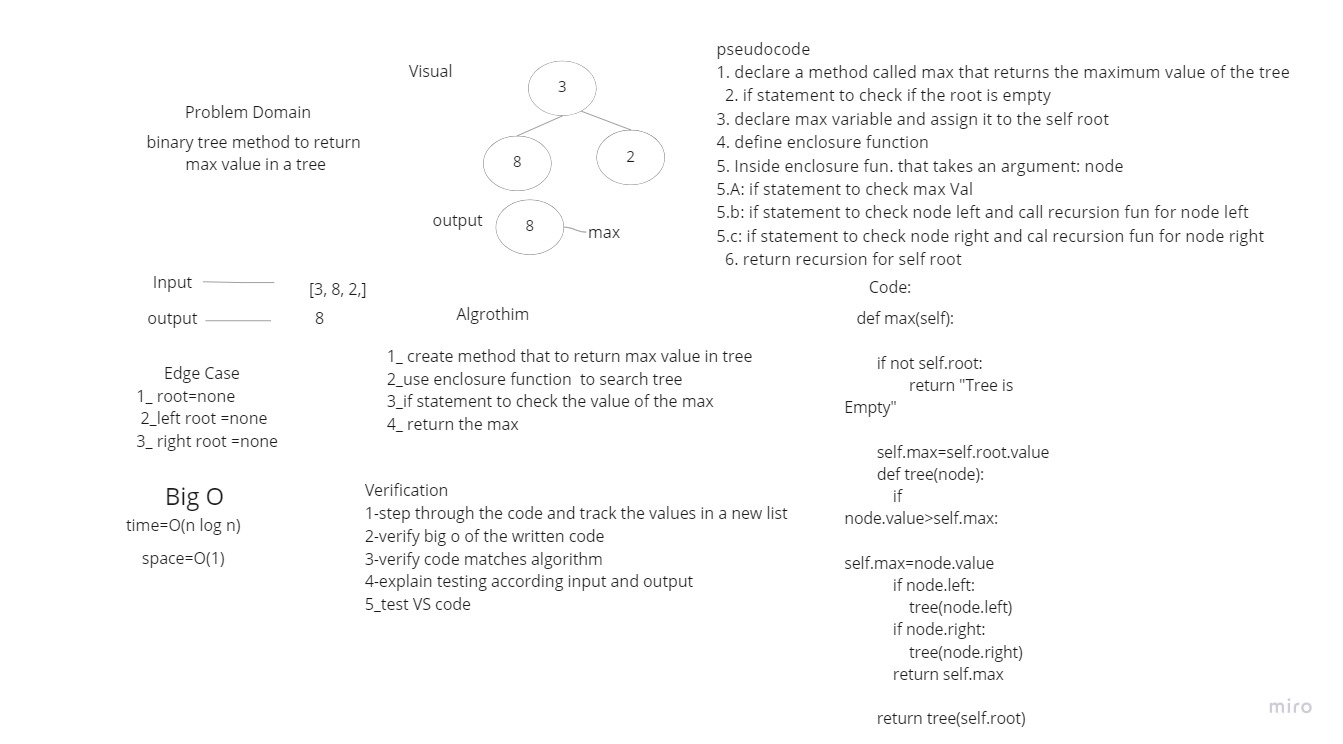 Problem Domain
binary tree method to return
max value in a tree
Visual
3
8
2
output
8
max
pseudocode
1. declare a method called max that returns the maximum value of the tree
2. if statement to check if the root is empty
3. declare max variable and assign it to the self root
4. define enclosure function
5. Inside enclosure fun. that takes an argument: node
5.A: if statement to check max Val
5.b: if statement to check node left and call recursion fun for node left
5.c: if statement to check node right and cal recursion fun for node right
6. return recursion for self root
Input
[3, 8, 2,]
output
8
Edge Case
1_ root=none
2_left root =none
3_ right root =none
Big O
time=O(n log n)
space=O(1)
Algrothim
1_ create method that to return max value in tree
2_use enclosure function to search tree
3_if statement to check the value of the max
4_ return the max
Verification
1-step through the code and track the values in a new list
2-verify big o of the written code
3-verify code matches algorithm
4-explain testing according input and output
5_test VS code
Code:
def max(self):
if not self.root:
return "Tree is
Empty"
self.max=self.root.value
def tree(node):
if
node.value>self.max:
self.max=node.value
if node.left:
tree(node.left)
if node.right:
tree(node.right)
return self.max
return tree(self.root)
miro